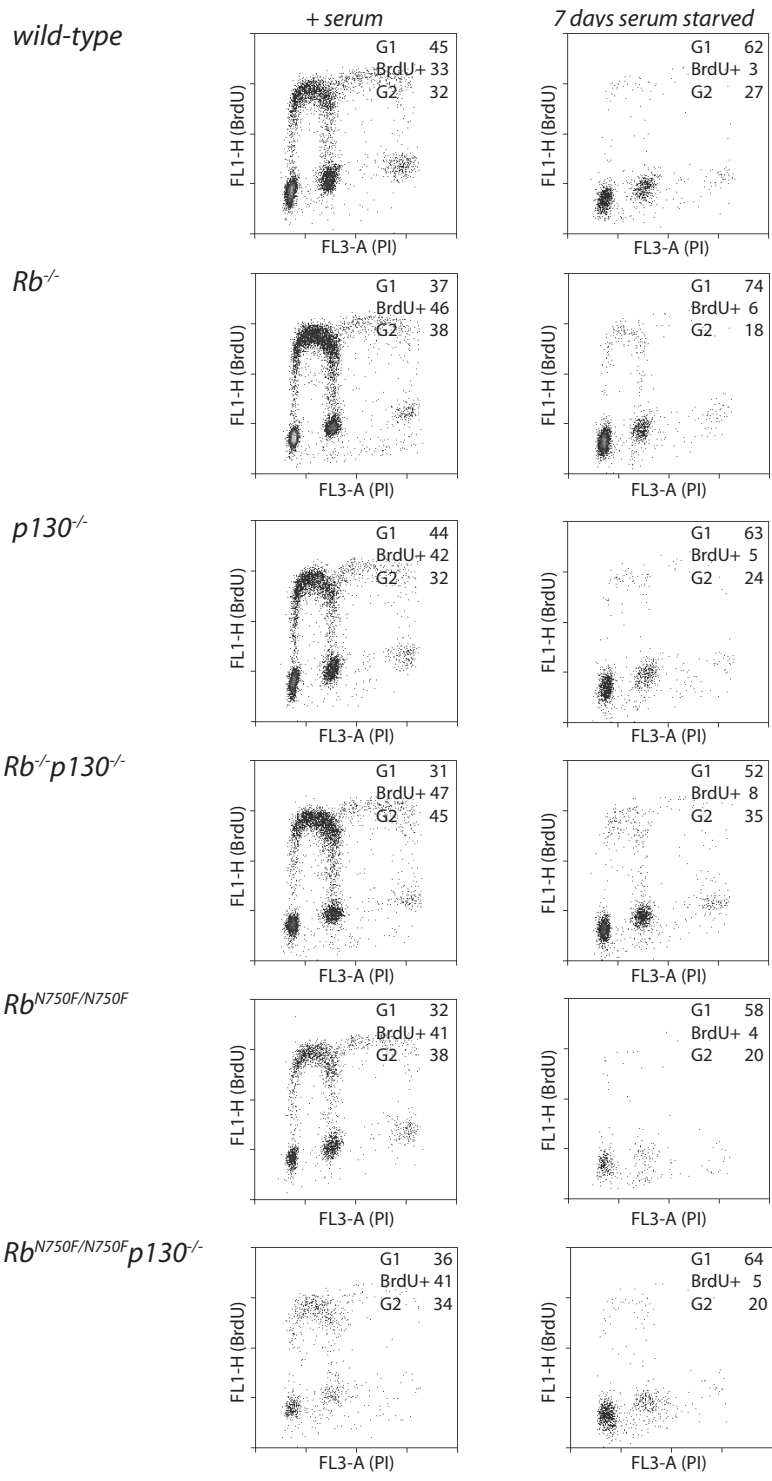 + serum 7 days serum starved
wild-type
G1 45
BrdU+ 33
G2 32
FL1-H (BrdU)
FL3-A (PI)
G1 62
BrdU+ 3
G2 27
FL1-H (BrdU)
FL3-A (PI)
Rb-/-
G1 37
BrdU+ 46
G2 38
FL1-H (BrdU)
FL3-A (PI)
G1 74
BrdU+ 6
G2 18
FL1-H (BrdU)
FL3-A (PI)
p130-/-
G1 44
BrdU+ 42
G2 32
FL1-H (BrdU)
FL3-A (PI)
G1 63
BrdU+ 5
G2 24
FL1-H (BrdU)
FL3-A (PI)
Rb-/-p130-/-
G1 31
BrdU+ 47
G2 45
FL1-H (BrdU)
FL3-A (PI)
G1 52
BrdU+ 8
G2 35
FL1-H (BrdU)
FL3-A (PI)
RbN750F/N750F
G1 32
BrdU+ 41
G2 38
FL1-H (BrdU)
FL3-A (PI)
G1 58
BrdU+ 4
G2 20
FL1-H (BrdU)
FL3-A (PI)
RbN750F/N750Fp130-/-
G1 36
BrdU+ 41
G2 34
FL1-H (BrdU)
FL3-A (PI)
G1 64
BrdU+ 5
G2 20
FL1-H (BrdU)
FL3-A (PI)